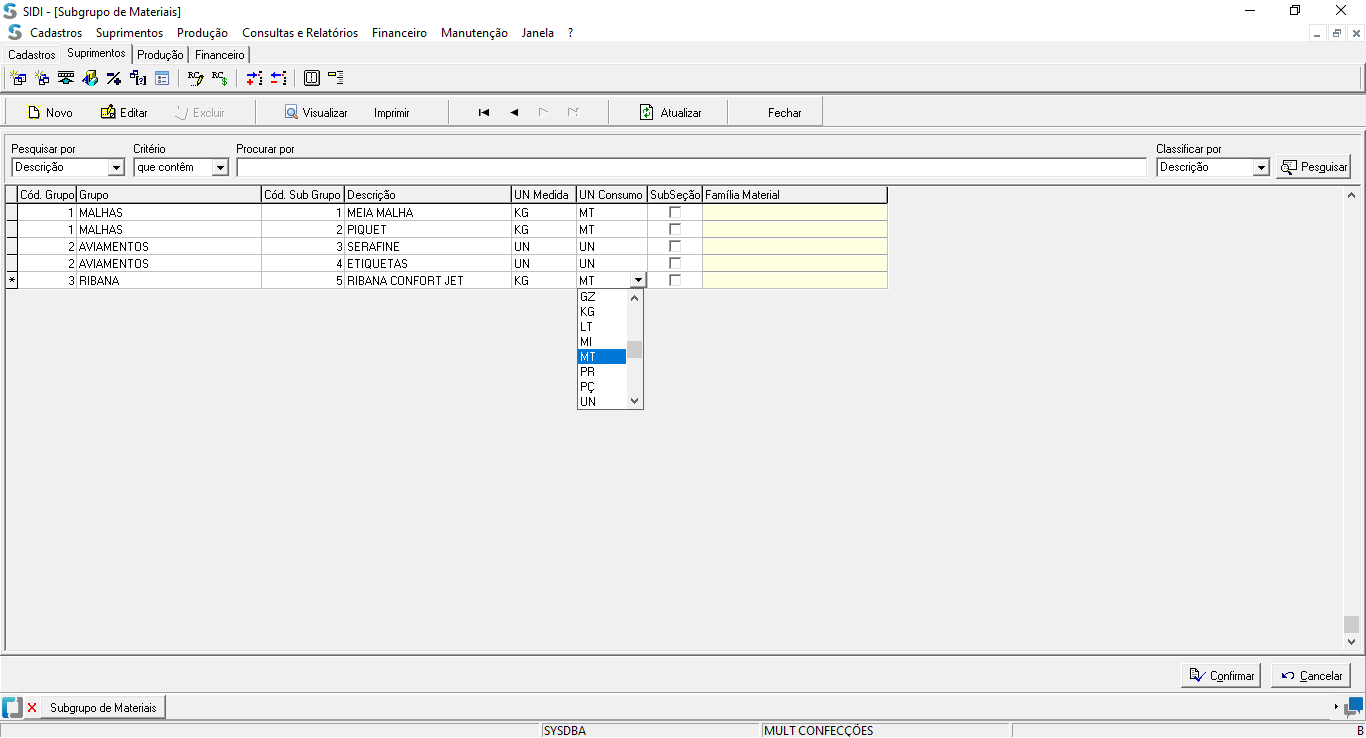 SIDI - [Subgrupo de Materiais]
Cadastros Suprimentos Produção Consultas e Relatórios Financeiro Manutenção Janela ?
Cadastros Suprimentos Produção Financeiro
Novo Editar Excluir Visualizar Imprimir Atualizar Fechar
Pesquisar por Critério Procurar por Classificar por
Descrição que contêm Descrição Pesquisar
Cód. Grupo Grupo Cód. Sub Grupo Descrição UN Medida UN Consumo SubSeção Família Material
1 MALHAS 1 MEIA MALHA KG MT
1 MALHAS 2 PIQUET KG MT
2 AVIAMENTOS 3 SERAFINE UN UN
2 AVIAMENTOS 4 ETIQUETAS UN UN
* 3 RIBANA 5 RIBANA CONFORT JET KG MT
GZ
KG
LT
MI
MT
PR
PÇ
UN
Confirmar Cancelar
Subgrupo de Materiais
SYSDBA MULT CONFECÇÕES B